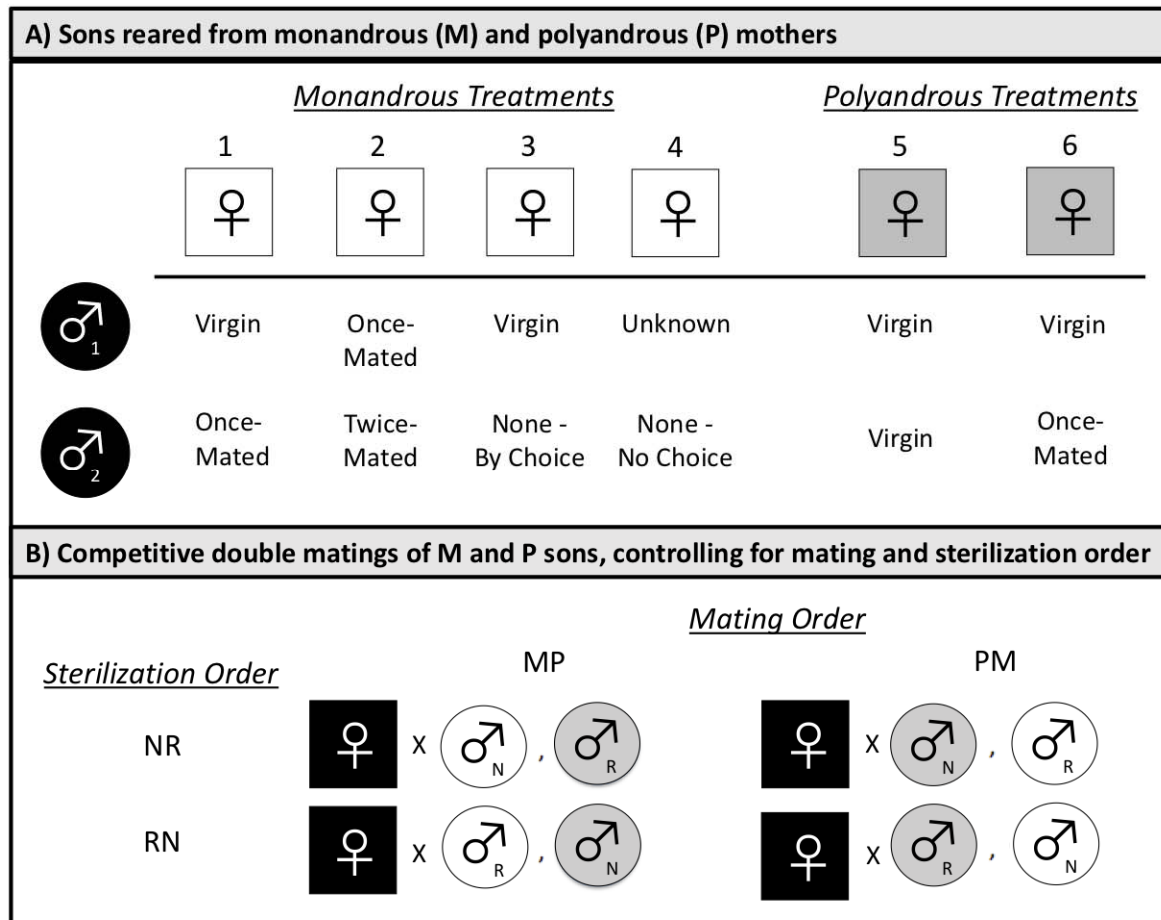 A) Sons reared from monandrous (M) and polyandrous (P) mothers
Monandrous Treatments
Polyandrous Treatments
1 2 3 4 5 6
♀ ♀ ♀ ♀ ♀ ♀
♂1 Virgin Once-Mated Virgin Unknown Virgin Virgin
♂2 Once-Mated Twice-Mated None - By Choice None - No Choice Virgin Once-Mated
B) Competitive double matings of M and P sons, controlling for mating and sterilization order
Mating Order
Sterilization Order
MP PM
NR ♀ X ♂N , ♂R ♀ X ♂N , ♂R
RN ♀ X ♂R , ♂N ♀ X ♂R , ♂N